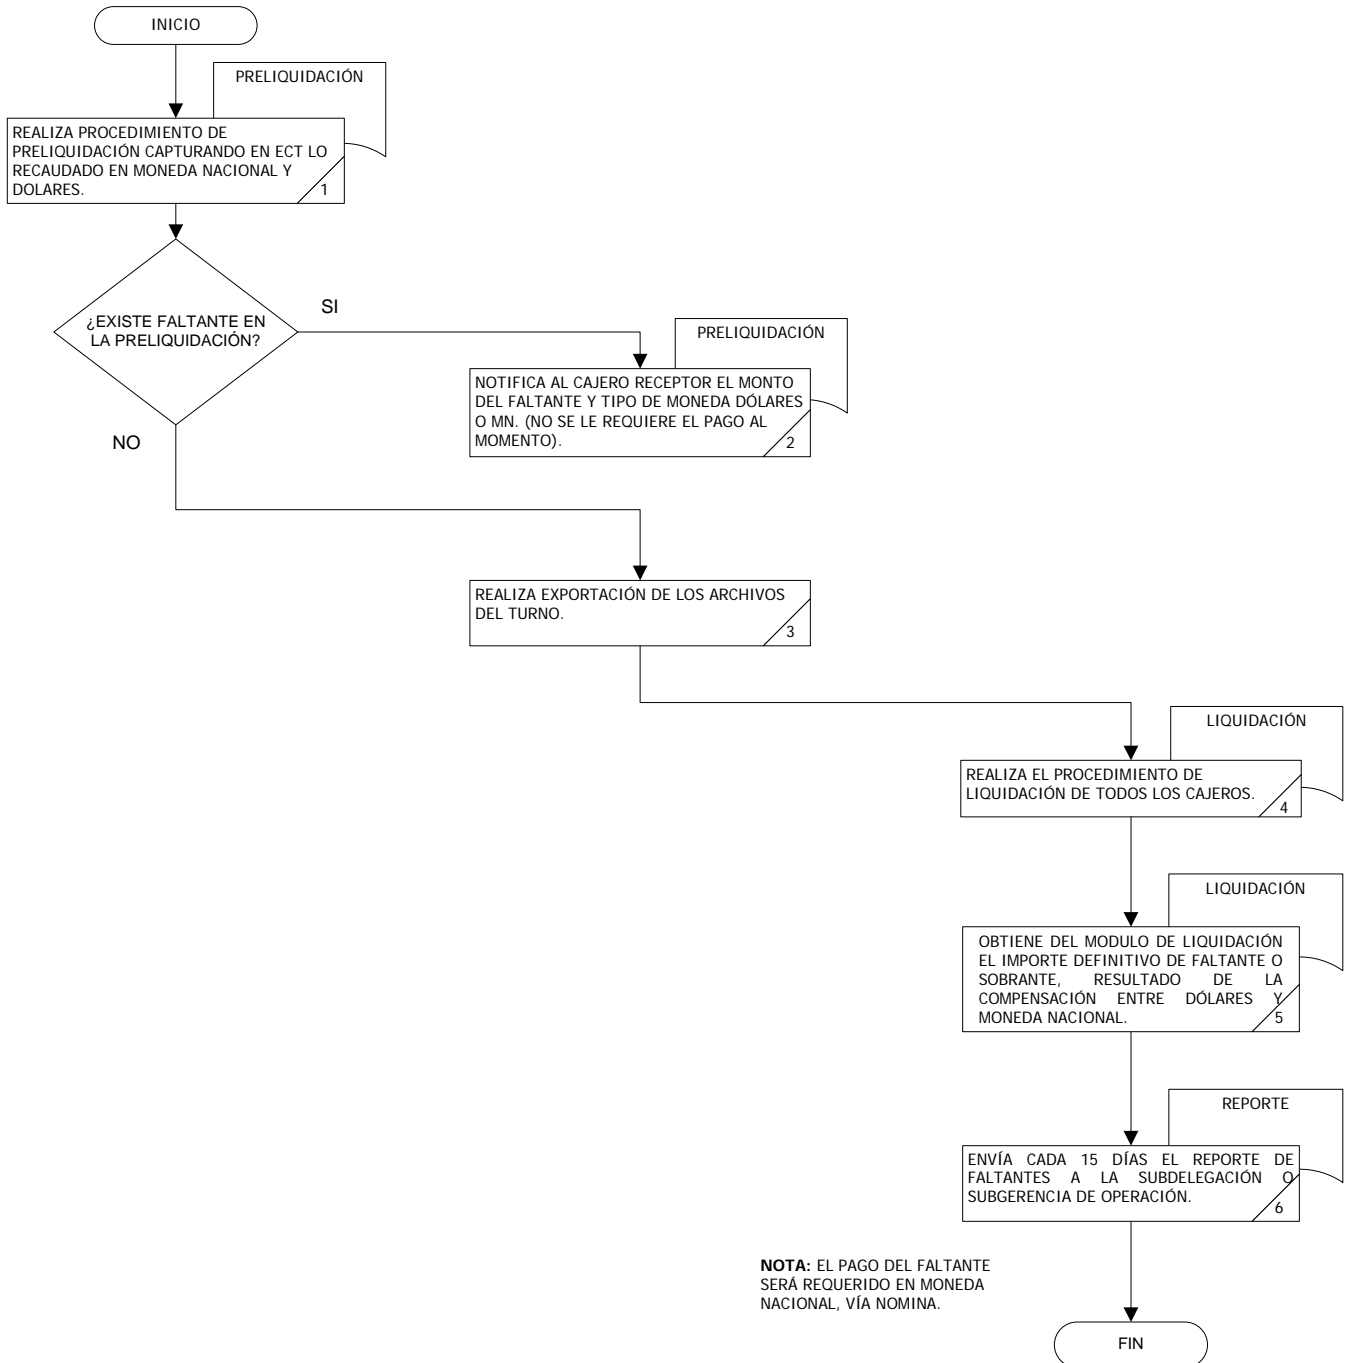 INICIO
PRELIQUIDACIÓN
REALIZA PROCEDIMIENTO DE
PRELIQUIDACIÓN CAPTURANDO EN ECT LO
RECAUDADO EN MONEDA NACIONAL Y
DOLARES.
1
¿EXISTE FALTANTE EN
LA PRELIQUIDACIÓN?
SI
NO
PRELIQUIDACIÓN
NOTIFICA AL CAJERO RECEPTOR EL MONTO
DEL FALTANTE Y TIPO DE MONEDA DÓLARES
O MN. (NO SE LE REQUIERE EL PAGO AL
MOMENTO).
2
REALIZA EXPORTACIÓN DE LOS ARCHIVOS
DEL TURNO.
3
LIQUIDACIÓN
REALIZA EL PROCEDIMIENTO DE
LIQUIDACIÓN DE TODOS LOS CAJEROS.
4
LIQUIDACIÓN
OBTIENE DEL MODULO DE LIQUIDACIÓN
EL IMPORTE DEFINITIVO DE FALTANTE O
SOBRANTE, RESULTADO DE LA
COMPENSACIÓN ENTRE DÓLARES Y
MONEDA NACIONAL.
5
REPORTE
ENVÍA CADA 15 DÍAS EL REPORTE DE
FALTANTES A LA SUBDELEGACIÓN O
SUBGERENCIA DE OPERACIÓN.
6
NOTA: EL PAGO DEL FALTANTE
SERÁ REQUERIDO EN MONEDA
NACIONAL, VÍA NOMINA.
FIN